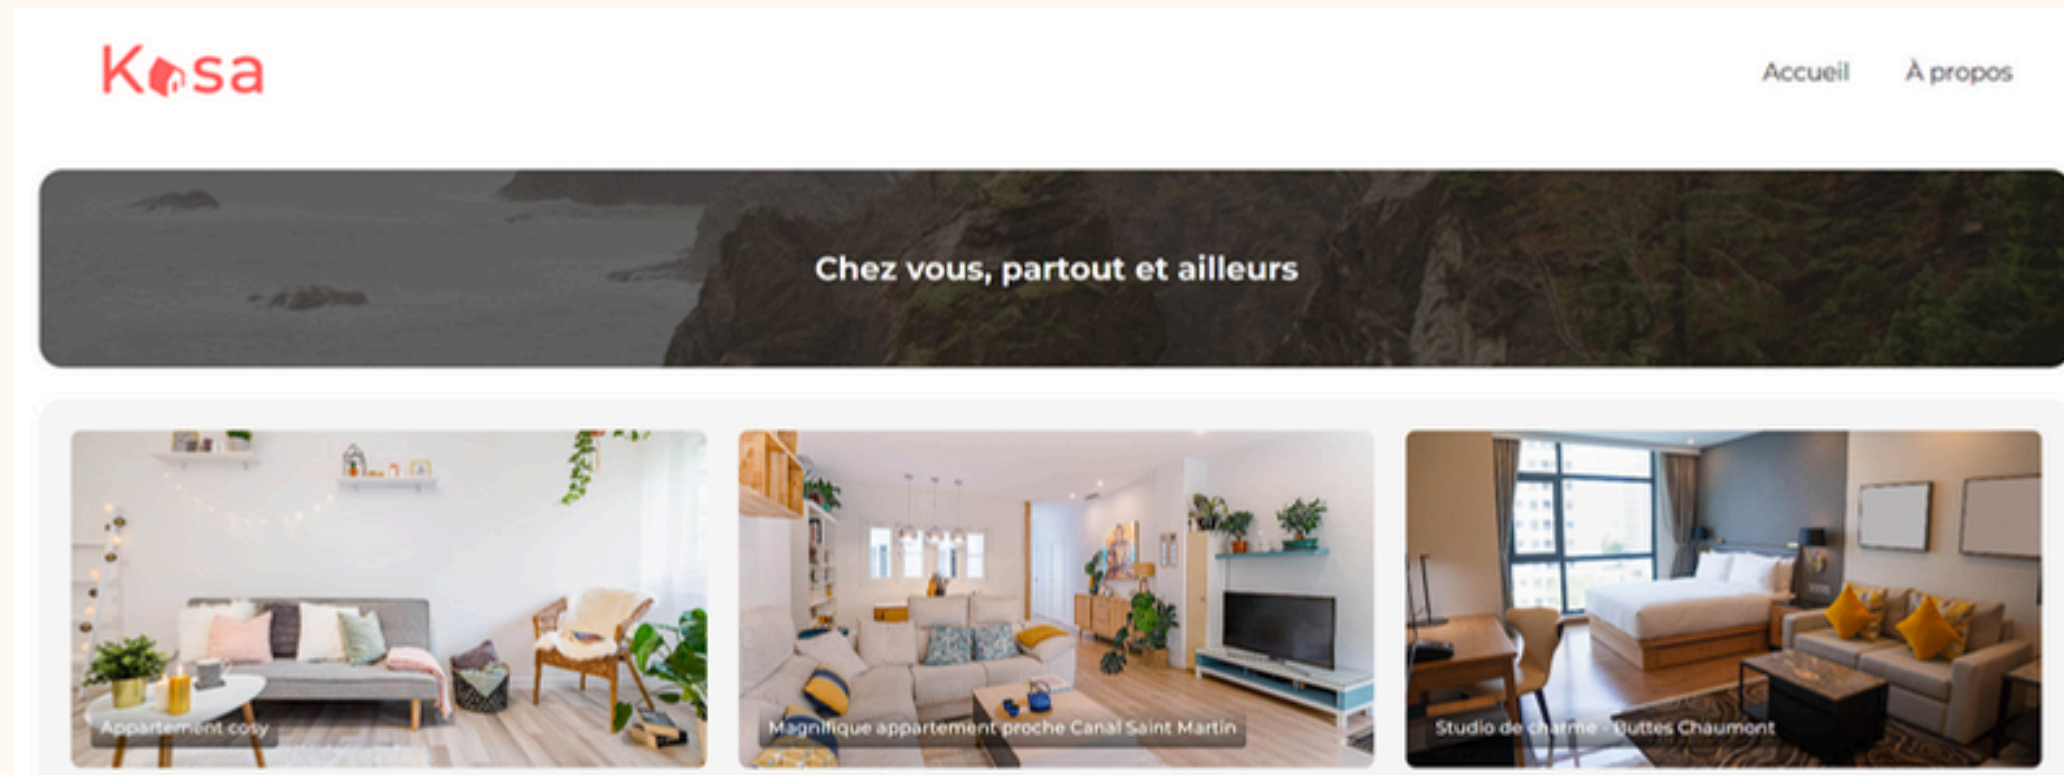 Kasa
Accueil
À propos
Chez vous, partout et ailleurs
Appartement cosy
Magnifique appartement proche Canal Saint Martin
Studio de charme - Buttes Chaumont